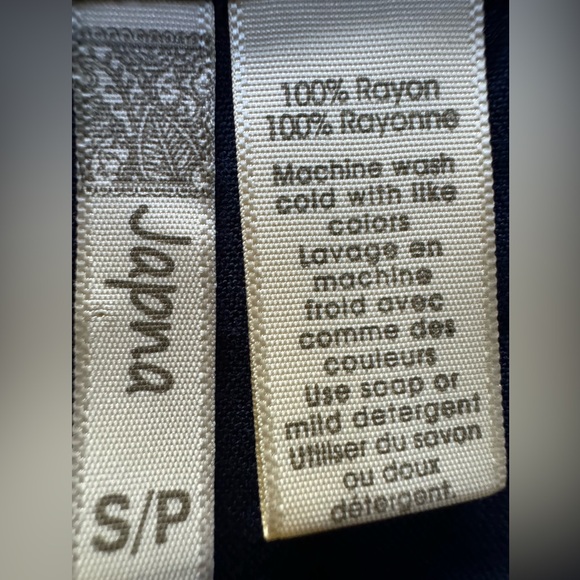 Japna
S/P
100% Rayon
100% Rayonne
Machine wash
cold with like
colors
Lavage en
machine
froid avec
comme des
couleurs
Use soap or
mild detergent
Utiliser du savon
ou doux
détergent.